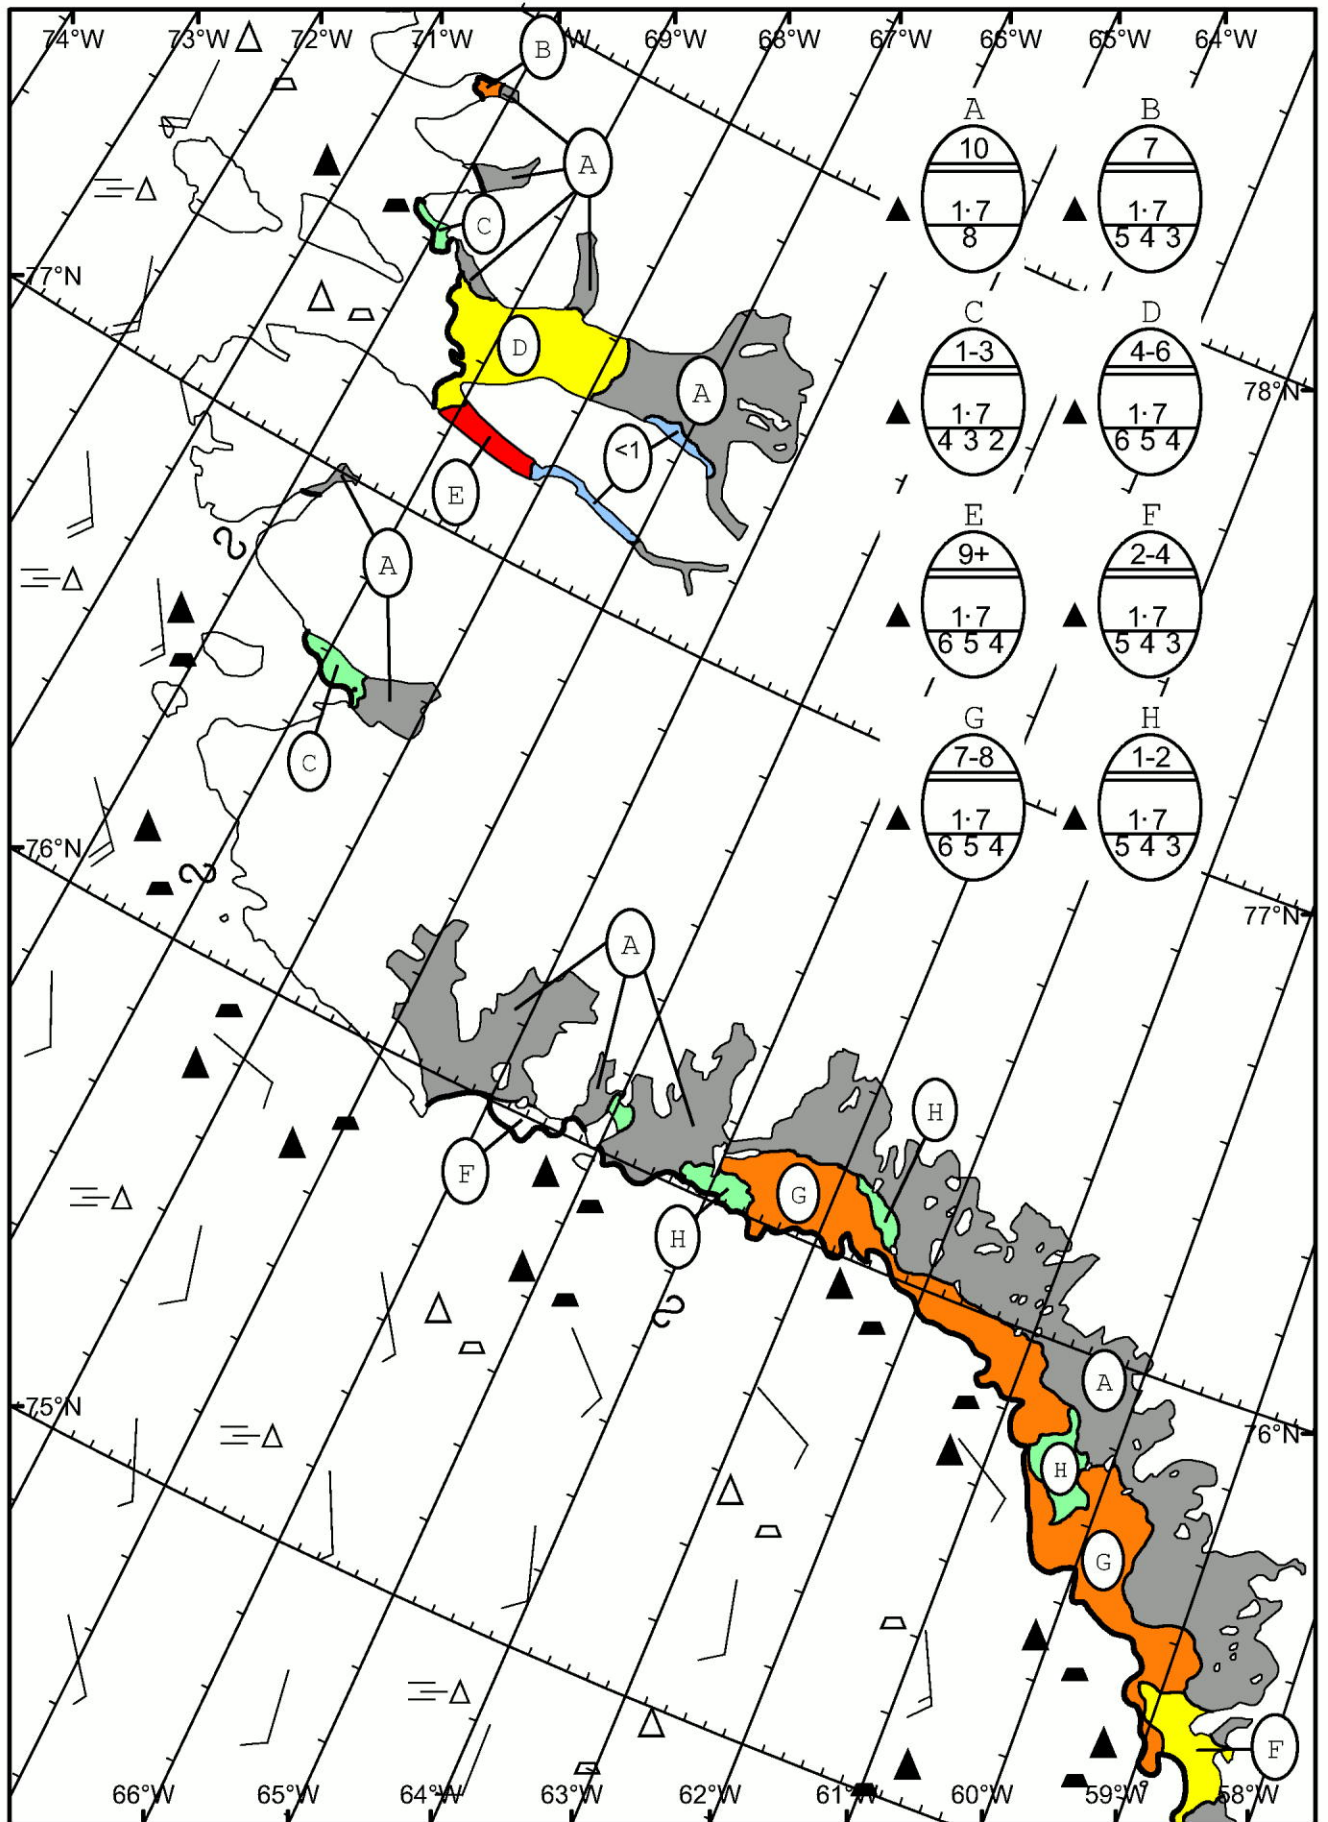 74°W 73°W 72°W 71°W 70°W 69°W 68°W 67°W 66°W 65°W 64°W
B
A
C
D
A
<1
E
A
C
A
F
H
G
H
A
H
G
F
A B
10 7
1·7 1·7
8 5 4 3
C D
1-3 4-6
1·7 1·7
4 3 2 6 5 4
E F
9+ 2-4
1·7 1·7
6 5 4 5 4 3
G H
7-8 1-2
1·7 1·7
6 5 4 5 4 3
77°N
78°N
76°N
77°N
75°N
76°N
66°W 65°W 64°W 63°W 62°W 61°W 60°W 59°W 58°W